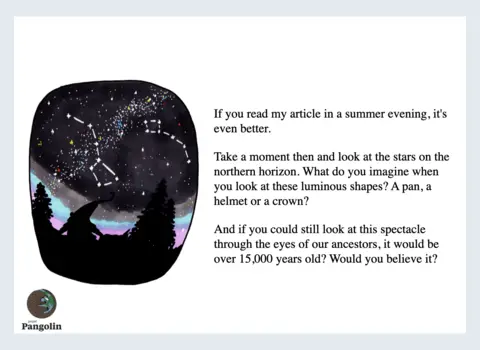 If you read my article in a summer evening, it's
even better.
Take a moment then and look at the stars on the
northern horizon. What do you imagine when
you look at these luminous shapes? A pan, a
helmet or a crown?
And if you could still look at this spectacle
through the eyes of our ancestors, it would be
over 15,000 years old? Would you believe it?
Pangolin